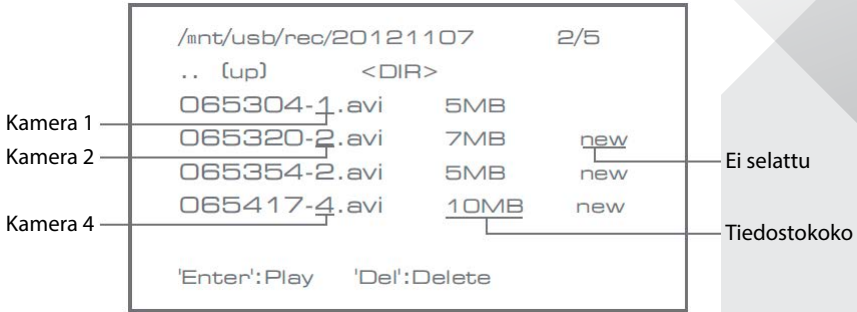 /mnt/usb/rec/20121107 2/5
.. (up) <DIR>
065304-1.avi 5MB
Kamera 1
065320-2.avi 7MB new
Kamera 2
Ei selattu
065354-2.avi 5MB new
065417-4.avi 10MB new
Kamera 4
Tiedostokoko
'Enter':Play 'Del':Delete